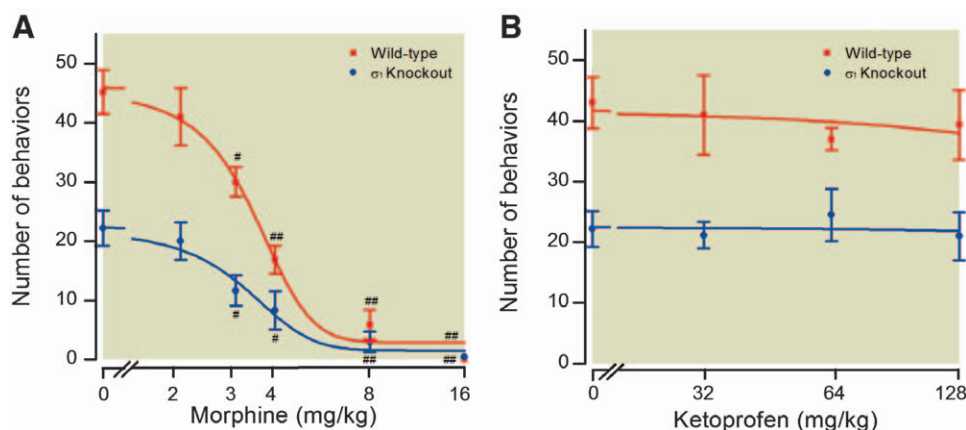 A
Number of behaviors
50
40
30
20
10
0
Wild-type
σ1 Knockout
#
##
##
##
#
#
##
##
0 2 3 4 8 16
Morphine (mg/kg)
B
Number of behaviors
50
40
30
20
10
0
Wild-type
σ1 Knockout
0 32 64 128
Ketoprofen (mg/kg)